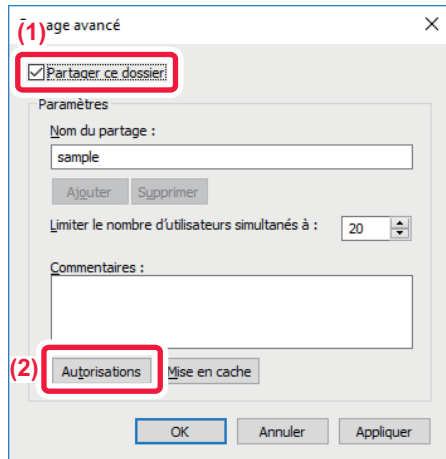 (1)
age avancé
Partager ce dossier
Paramètres
Nom du partage :
sample
Ajouter Supprimer
Limiter le nombre d'utilisateurs simultanés à : 20
Commentaires :
(2)
Autorisations Mise en cache
OK Annuler Appliquer